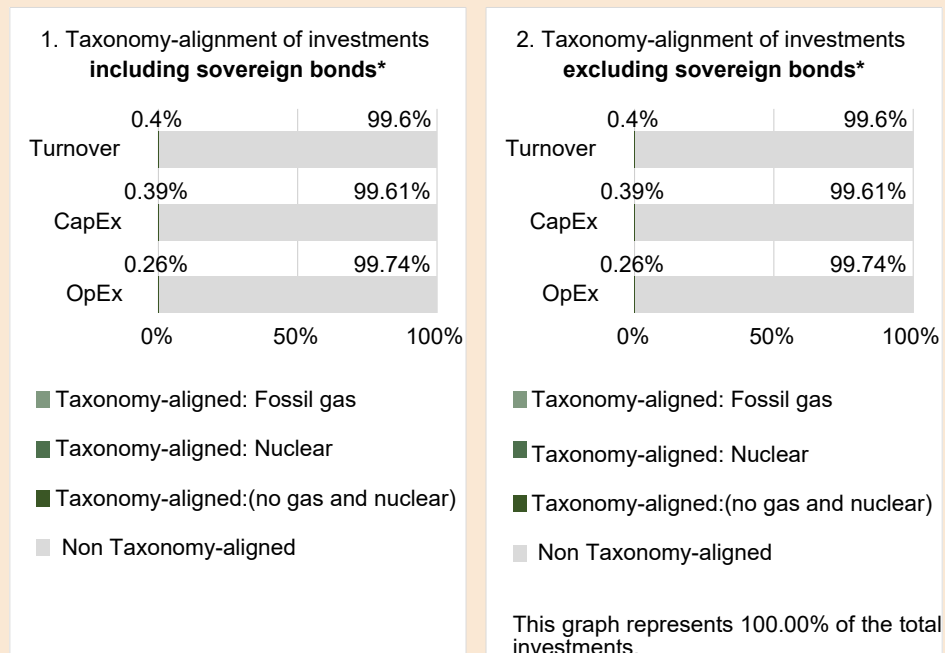 1. Taxonomy-alignment of investments
including sovereign bonds*
0.4% 99.6%
Turnover
0.39% 99.61%
CapEx
0.26% 99.74%
OpEx
0% 50% 100%
Taxonomy-aligned: Fossil gas
Taxonomy-aligned: Nuclear
Taxonomy-aligned:(no gas and nuclear)
Non Taxonomy-aligned
2. Taxonomy-alignment of investments
excluding sovereign bonds*
0.4% 99.6%
Turnover
0.39% 99.61%
CapEx
0.26% 99.74%
OpEx
0% 50% 100%
Taxonomy-aligned: Fossil gas
Taxonomy-aligned: Nuclear
Taxonomy-aligned:(no gas and nuclear)
Non Taxonomy-aligned
This graph represents 100.00% of the total
investments.